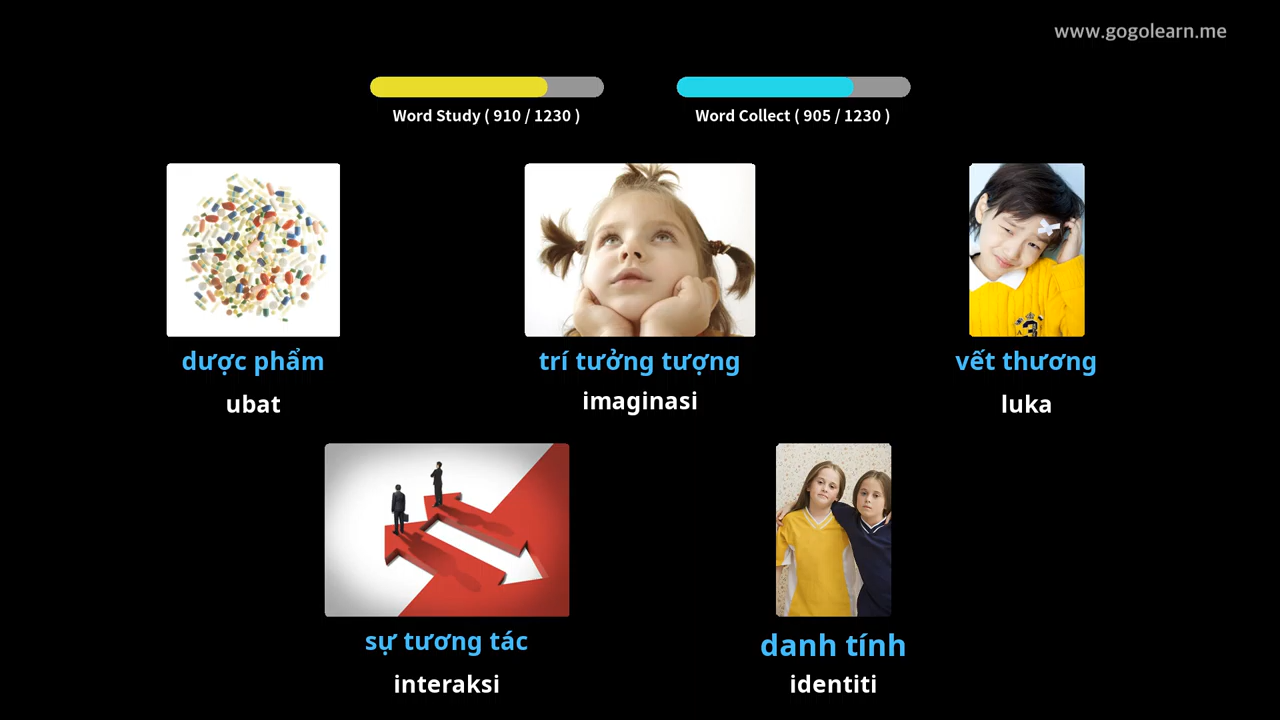 www.gogolearn.me
Word Study ( 910 / 1230 )
Word Collect ( 905 / 1230 )
dược phẩm
ubat
trí tưởng tượng
imaginasi
vết thương
luka
sự tương tác
interaksi
danh tính
identiti